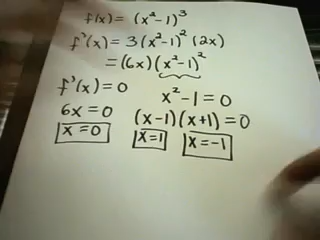 f(x) = (x²-1)³
f'(x) = 3(x²-1)² (2x)
= (6x)(x²-1)²
f'(x) = 0
x²-1 = 0
6x = 0
(x-1)(x+1) = 0
x = 0
x = 1
x = -1